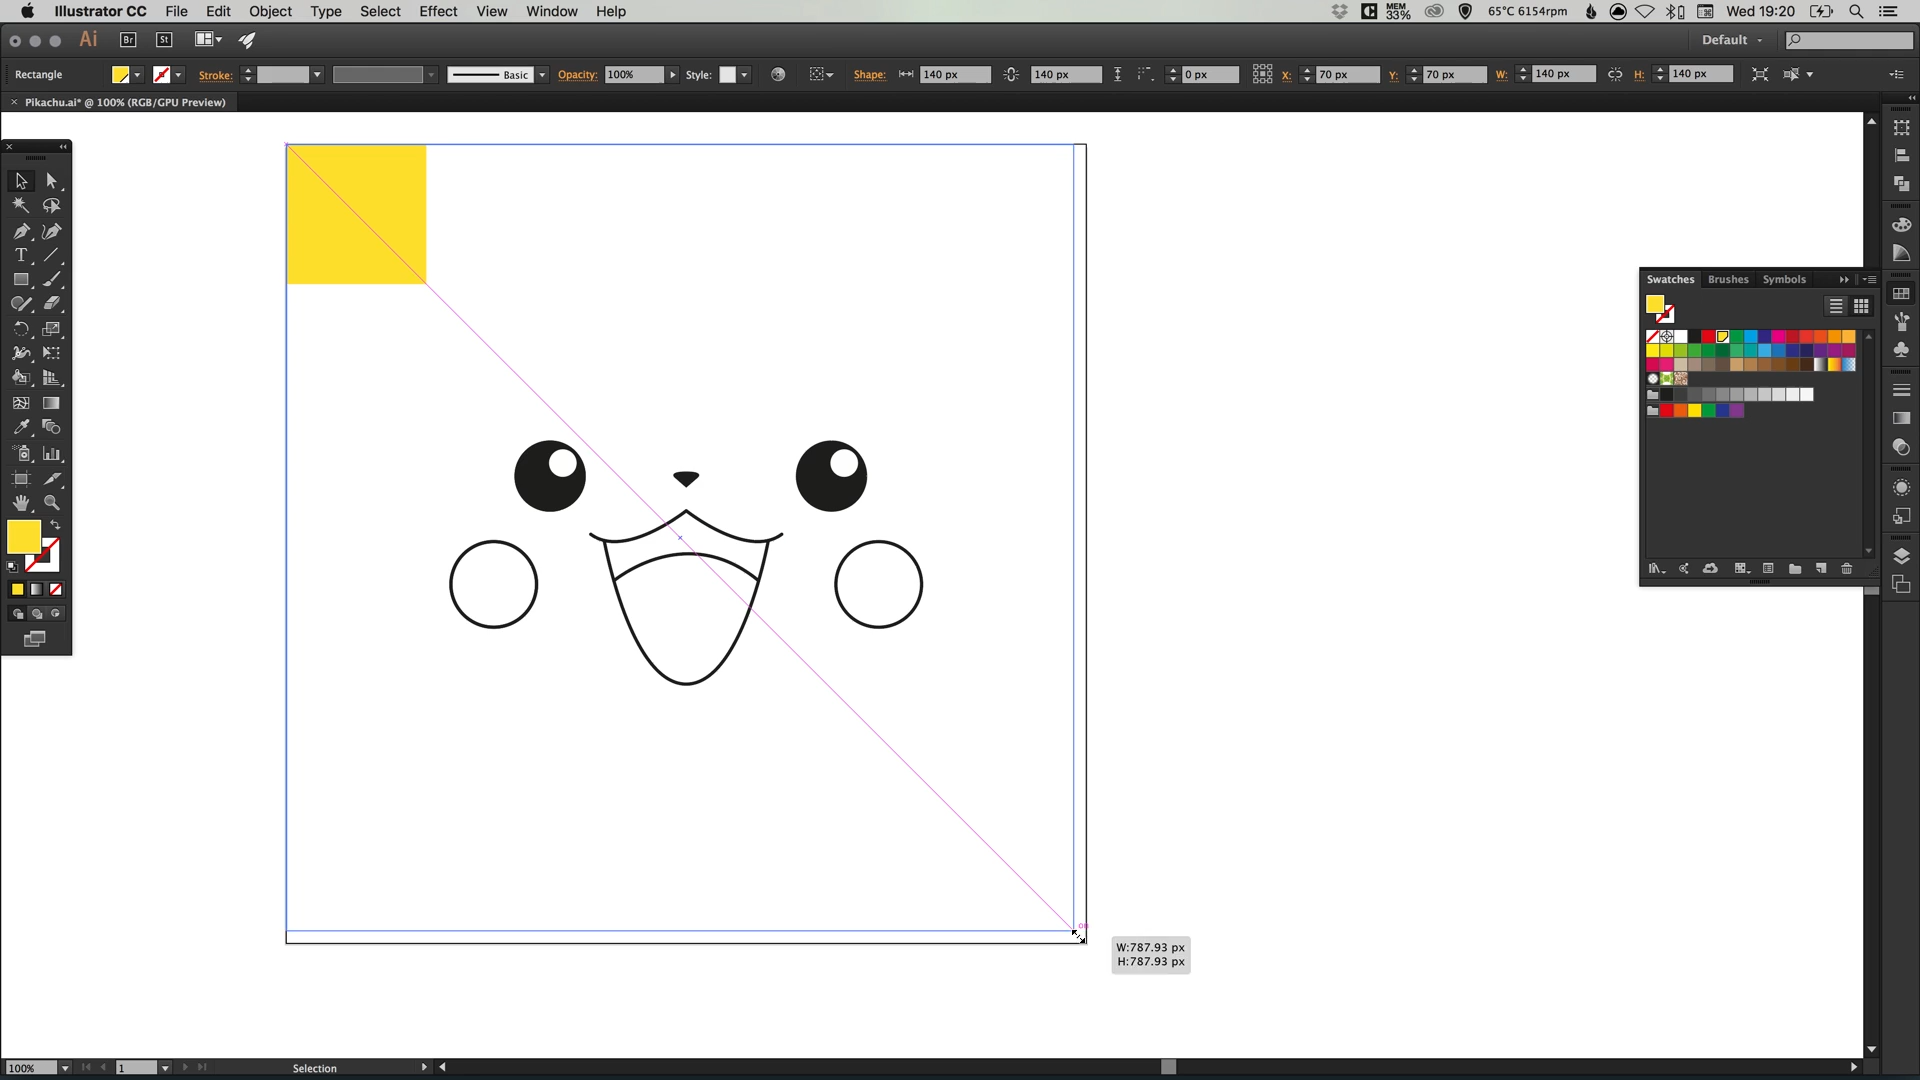 Illustrator CC File Edit Object Type Select Effect View Window Help MEM 33% 65°C 6154rpm Wed 19:20
Ai Br St Default
Rectangle Stroke: Basic Opacity: 100% Style: Shape: 140 px 140 px 0 px X: 70 px Y: 70 px W: 140 px H: 140 px
× Pikachu.ai* @ 100% (RGB/GPU Preview)
Swatches Brushes Symbols
W:787.93 px
H:787.93 px
100% 1 Selection